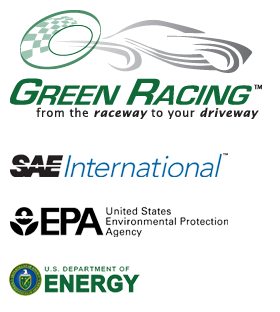 GREEN RACING™
from the raceway to your driveway
SAE International™
EPA
United States
Environmental Protection
Agency
U.S. DEPARTMENT OF
ENERGY